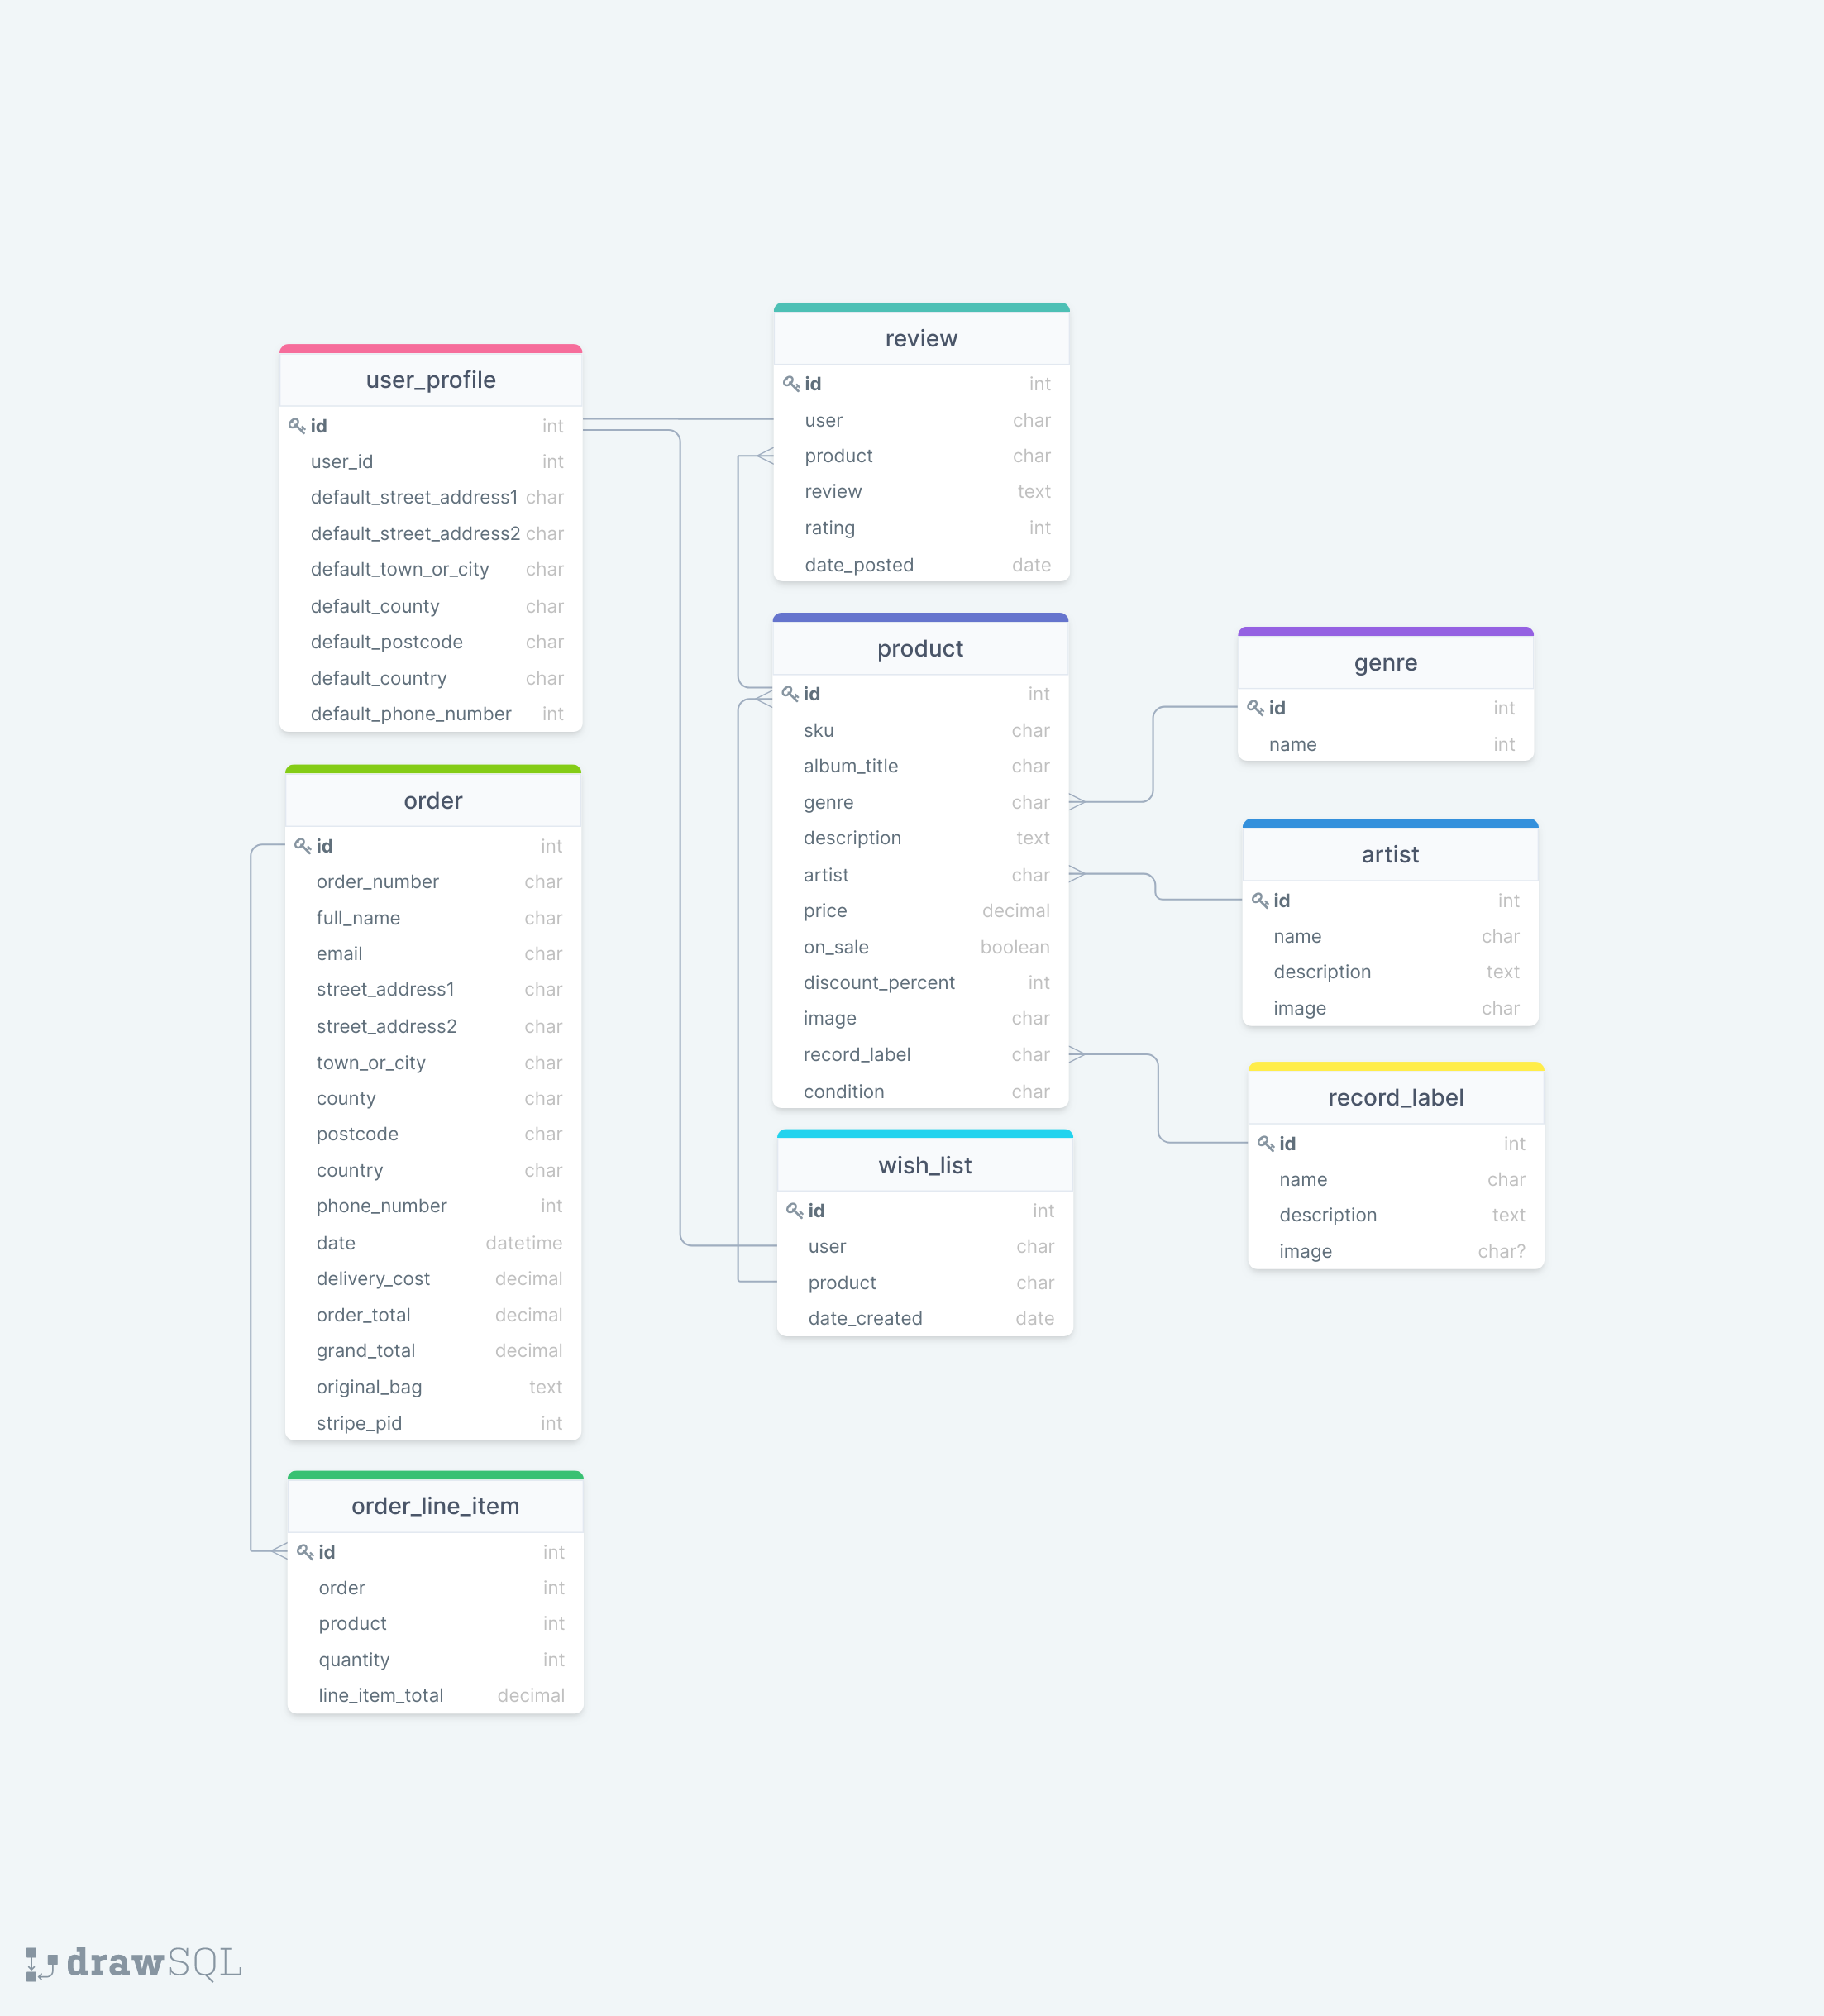 user_profile
id int
user_id int
default_street_address1 char
default_street_address2 char
default_town_or_city char
default_county char
default_postcode char
default_country char
default_phone_number int
order
id int
order_number char
full_name char
email char
street_address1 char
street_address2 char
town_or_city char
county char
postcode char
country char
phone_number int
date datetime
delivery_cost decimal
order_total decimal
grand_total decimal
original_bag text
stripe_pid int
order_line_item
id int
order int
product int
quantity int
line_item_total decimal
review
id int
user char
product char
review text
rating int
date_posted date
product
id int
sku char
album_title char
genre char
description text
artist char
price decimal
on_sale boolean
discount_percent int
image char
record_label char
condition char
wish_list
id int
user char
product char
date_created date
genre
id int
name int
artist
id int
name char
description text
image char
record_label
id int
name char
description text
image char?
drawSQL